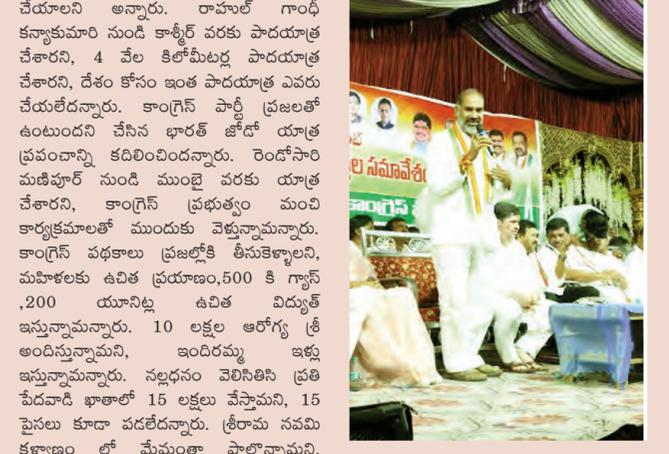 చేయాలని అన్నారు. రాహుల్ గాంధీ
కన్యాకుమారి నుండి కాశ్మీర్ వరకు పాదయాత్ర
చేశారని, 4 వేల కిలోమీటర్ల పాదయాత్ర
చేశారని, దేశం కోసం ఇంత పాదయాత్ర ఎవరు
చేయలేదన్నారు. కాంగ్రెస్ పార్టీ ప్రజలతో
ఉంటుందని చేసిన భారత్ జోడో యాత్ర
ప్రపంచాన్ని కదిలించిందన్నారు. రెండోసారి
మణిపూర్ నుండి ముంబై వరకు యాత్ర
చేశారని, కాంగ్రెస్ ప్రభుత్వం మంచి
కార్యక్రమాలతో ముందుకు వెళ్తున్నామన్నారు.
కాంగ్రెస్ పథకాలు ప్రజల్లోకి తీసుకెళ్ళాలని,
మహిళలకు ఉచిత ప్రయాణం,500 కి గ్యాస్
,200 యూనిట్ల ఉచిత విద్యుత్
ఇస్తున్నామన్నారు. 10 లక్షల ఆరోగ్య శ్రీ
అందిస్తున్నామని, ఇందిరమ్మ ఇళ్లు
ఇస్తున్నామన్నారు. నల్లధనం వెలిసితిసి ప్రతి
పేదవాడి ఖాతాలో 15 లక్షలు వేస్తామని, 15
పైసలు కూడా పడలేదన్నారు. శ్రీరామ నవమి
కళ్యాణం లో మేమంతా పాల్గొన్నామని,
ల సమావేశం
కాంగ్రెస్